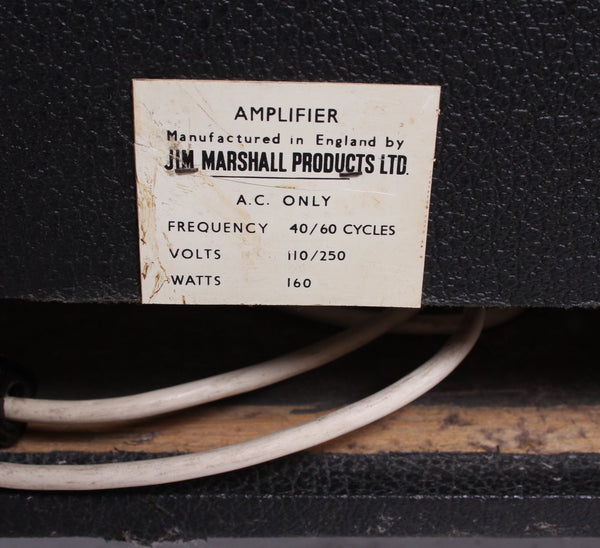 AMPLIFIER
Manufactured in England by
JIM MARSHALL PRODUCTS LTD.
A.C. ONLY
FREQUENCY 40/60 CYCLES
VOLTS 110/250
WATTS 160